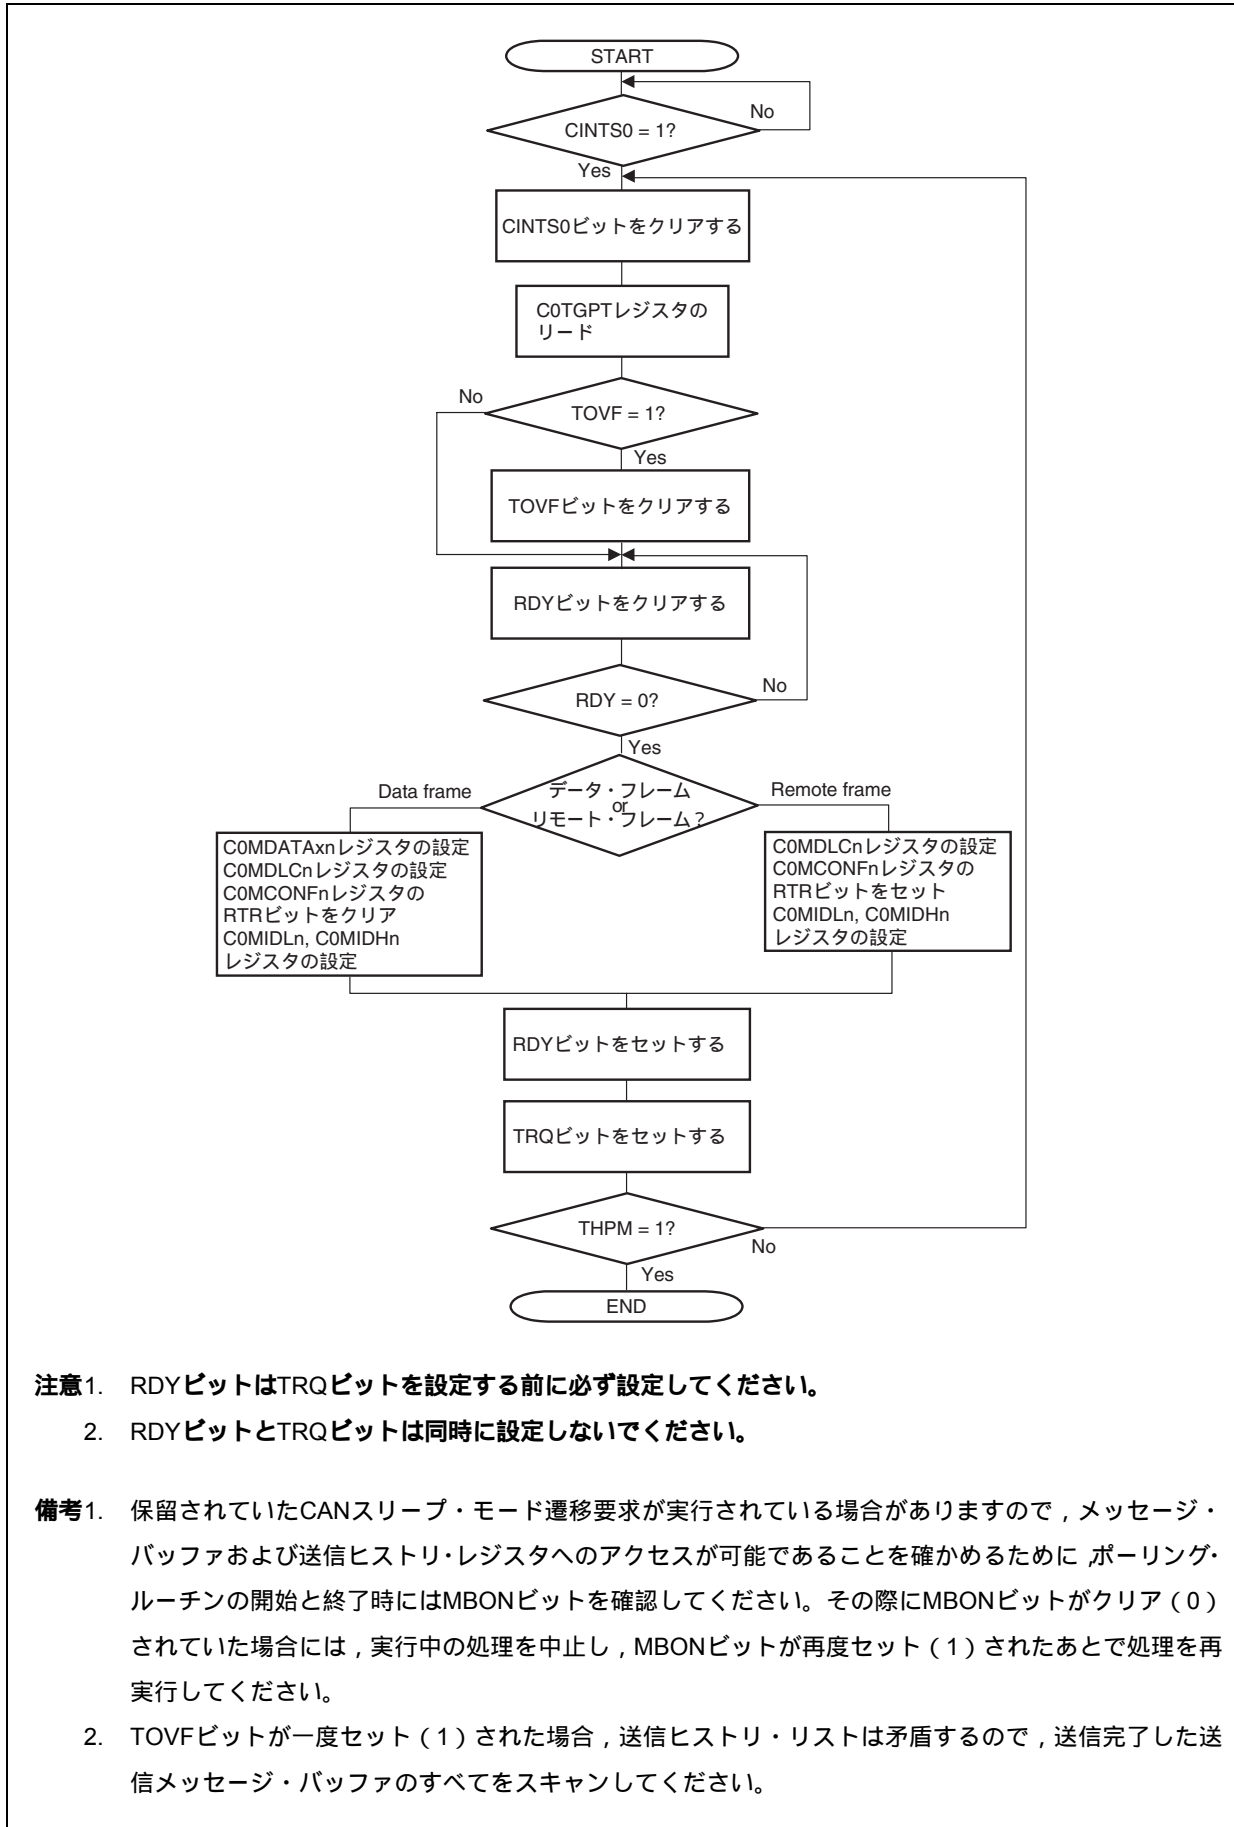 START
No
CINTS0 = 1?
Yes
CINTS0ビットをクリアする
C0TGPTレジスタの
リード
No
TOVF = 1?
Yes
TOVFビットをクリアする
RDYビットをクリアする
No
RDY = 0?
Yes
Data frame
データ・フレーム
or
リモート・フレーム？
Remote frame
C0MDATAxnレジスタの設定
C0MDLCnレジスタの設定
C0MCONFnレジスタの
RTRビットをクリア
C0MIDLn, C0MIDHn
レジスタの設定
C0MDLCnレジスタの設定
C0MCONFnレジスタの
RTRビットをセット
C0MIDLn, C0MIDHn
レジスタの設定
RDYビットをセットする
TRQビットをセットする
THPM = 1?
No
Yes
END
注意1. RDYビットはTRQビットを設定する前に必ず設定してください。
2. RDYビットとTRQビットは同時に設定しないでください。
備考1. 保留されていたCANスリープ・モード遷移要求が実行されている場合がありますので，メッセージ・
バッファおよび送信ヒストリ・レジスタへのアクセスが可能であることを確かめるために，ポーリング・
ルーチンの開始と終了時にはMBONビットを確認してください。その際にMBONビットがクリア（0）
されていた場合には，実行中の処理を中止し，MBONビットが再度セット（1）されたあとで処理を再
実行してください。
2. TOVFビットが一度セット（1）された場合，送信ヒストリ・リストは矛盾するので，送信完了した送
信メッセージ・バッファのすべてをスキャンしてください。